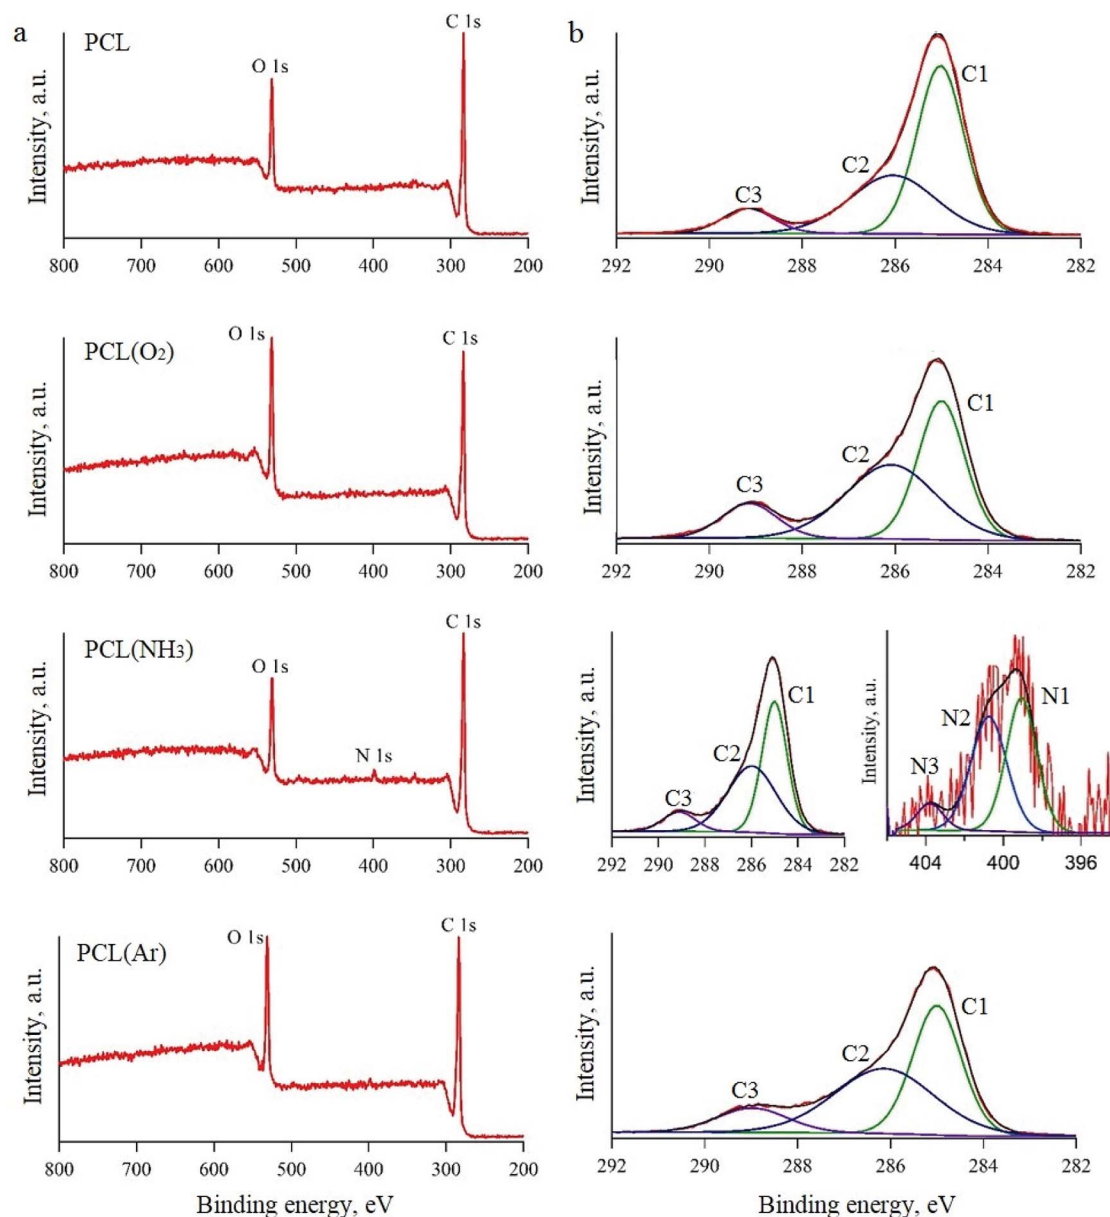 a
PCL
O 1s
C 1s
Intensity, a.u.
800 700 600 500 400 300 200
b
C1
C2
C3
Intensity, a.u.
292 290 288 286 284 282
PCL(O2)
O 1s
C 1s
Intensity, a.u.
800 700 600 500 400 300 200
C1
C2
C3
Intensity, a.u.
292 290 288 286 284 282
PCL(NH3)
O 1s
N 1s
C 1s
Intensity, a.u.
800 700 600 500 400 300 200
C1
C2
C3
Intensity, a.u.
292 290 288 286 284 282
N1
N2
N3
Intensity, a.u.
404 400 396
PCL(Ar)
O 1s
C 1s
Intensity, a.u.
800 700 600 500 400 300 200
Binding energy, eV
C1
C2
C3
Intensity, a.u.
292 290 288 286 284 282
Binding energy, eV